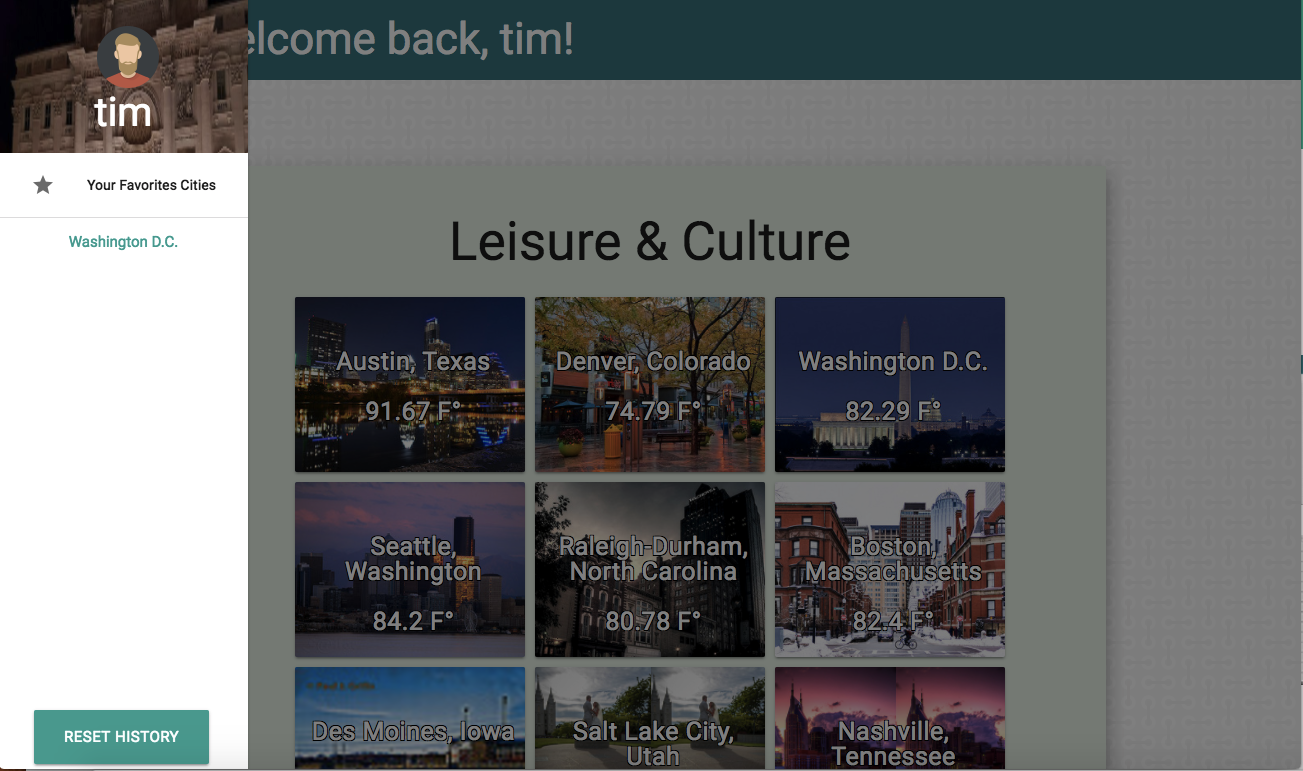 elcome back, tim!
tim
Your Favorites Cities
Washington D.C.
RESET HISTORY
Leisure & Culture
Austin, Texas
91.67 F°
Denver, Colorado
74.79 F°
Washington D.C.
82.29 F°
Seattle,
Washington
84.2 F°
Raleigh-Durham,
North Carolina
80.78 F°
Boston,
Massachusetts
82.4 F°
Des Moines, Iowa
Salt Lake City,
Utah
Nashville,
Tennessee